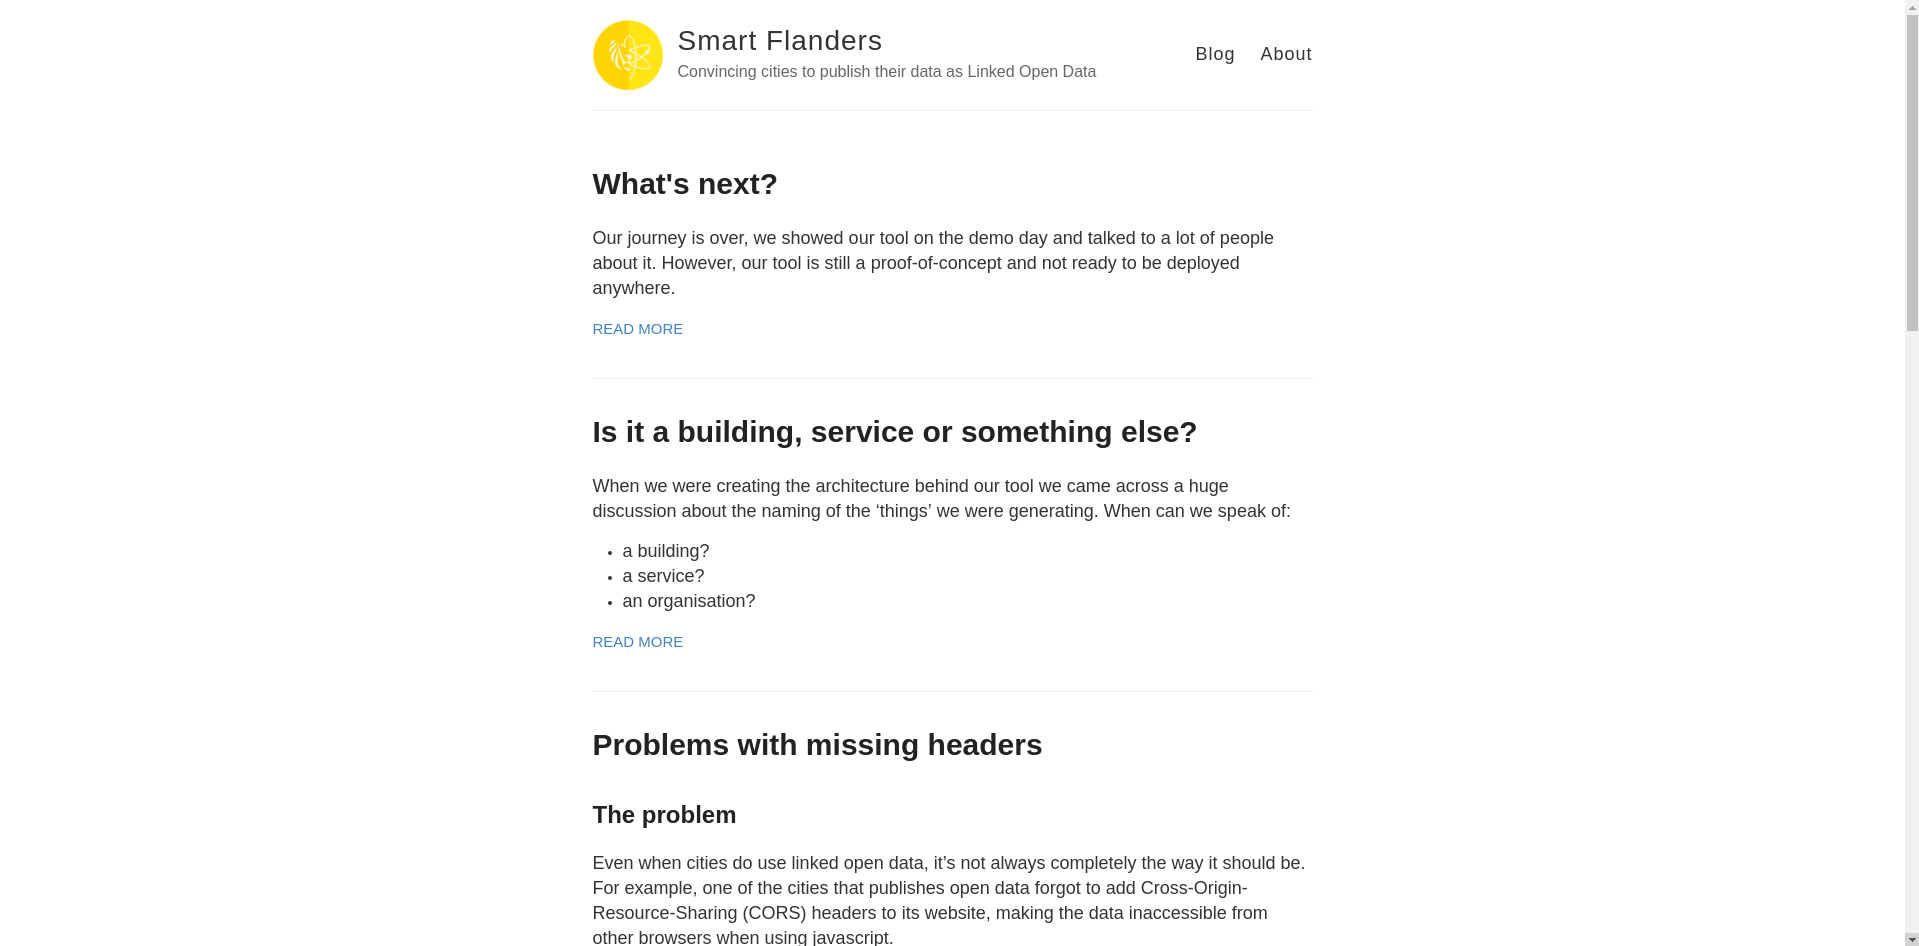 Smart Flanders
Convincing cities to publish their data as Linked Open Data
Blog
About
What's next?
Our journey is over, we showed our tool on the demo day and talked to a lot of people
about it. However, our tool is still a proof-of-concept and not ready to be deployed
anywhere.
READ MORE
Is it a building, service or something else?
When we were creating the architecture behind our tool we came across a huge
discussion about the naming of the ‘things’ we were generating. When can we speak of:
• a building?
• a service?
• an organisation?
READ MORE
Problems with missing headers
The problem
Even when cities do use linked open data, it’s not always completely the way it should be.
For example, one of the cities that publishes open data forgot to add Cross-Origin-
Resource-Sharing (CORS) headers to its website, making the data inaccessible from
other browsers when using javascript.